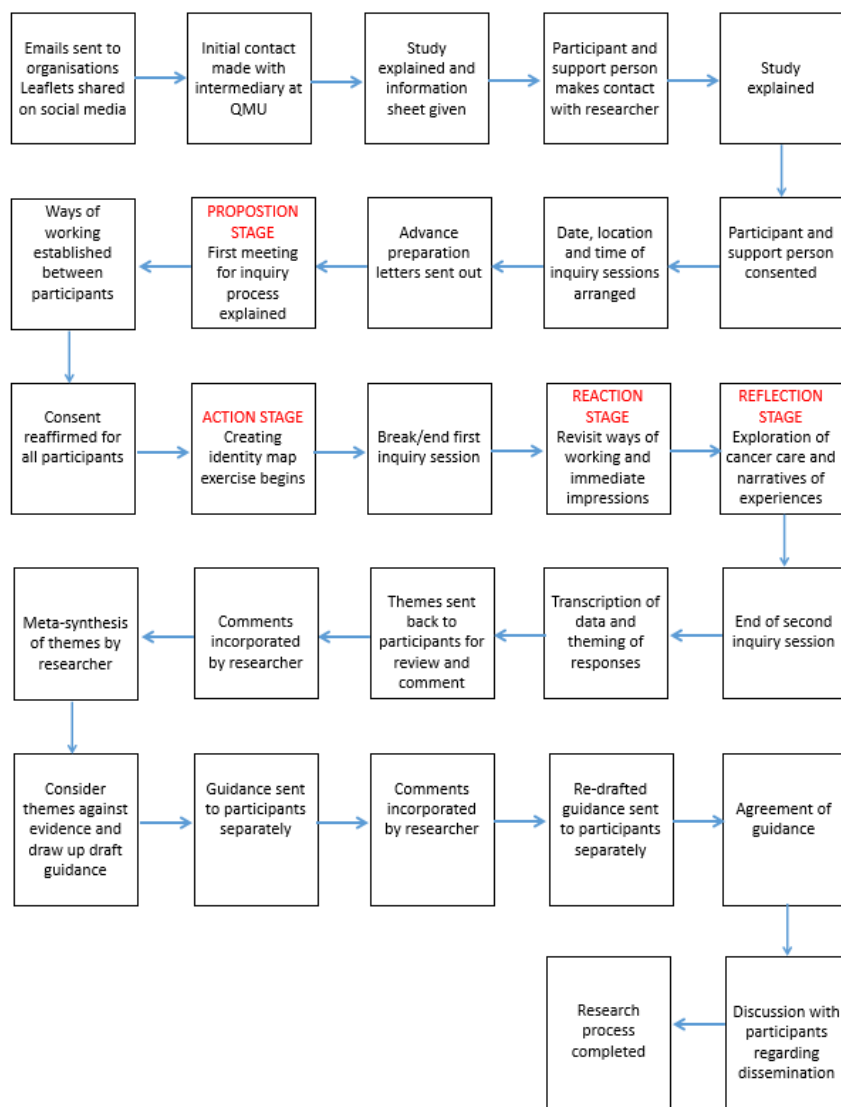 Emails sent to
organisations
Leaflets shared
on social media
Initial contact
made with
intermediary at
QMU
Study
explained and
information
sheet given
Participant and
support person
makes contact
with researcher
Study
explained
Participant and
support person
consented
Date, location
and time of
inquiry sessions
arranged
Advance
preparation
letters sent out
PROPOSTION
STAGE
First meeting
for inquiry
process
explained
Ways of
working
established
between
participants
Consent
reaffirmed for
all participants
ACTION STAGE
Creating
identity map
exercise begins
Break/end first
inquiry session
REACTION
STAGE
Revisit ways of
working and
immediate
impressions
REFLECTION
STAGE
Exploration of
cancer care and
narratives of
experiences
End of second
inquiry session
Transcription of
data and
theming of
responses
Themes sent
back to
participants for
review and
comment
Comments
incorporated
by researcher
Meta-synthesis
of themes by
researcher
Consider
themes against
evidence and
draw up draft
guidance
Guidance sent
to participants
separately
Comments
incorporated
by researcher
Re-drafted
guidance sent
to participants
separately
Agreement of
guidance
Discussion with
participants
regarding
dissemination
Research
process
completed